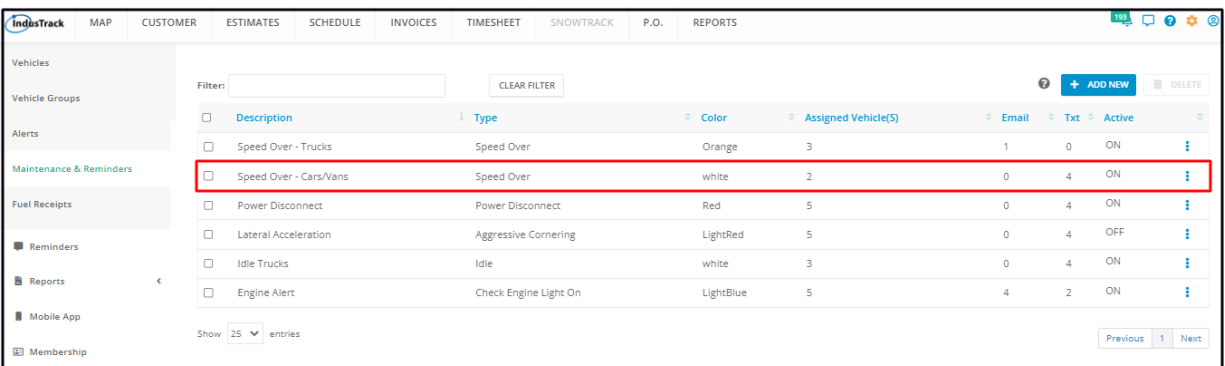 IndusTrack MAP CUSTOMER ESTIMATES SCHEDULE INVOICES TIMESHEET SNOWTRACK P.O. REPORTS 193
Vehicles
Vehicle Groups
Alerts
Maintenance & Reminders
Fuel Receipts
Reminders
Reports
Mobile App
Membership
Filter: CLEAR FILTER ? + ADD NEW DELETE
Description Type Color Assigned Vehicle(S) Email Txt Active
Speed Over - Trucks Speed Over Orange 3 1 0 ON
Speed Over - Cars/Vans Speed Over white 2 0 4 ON
Power Disconnect Power Disconnect Red 5 0 4 ON
Lateral Acceleration Aggressive Cornering LightRed 5 0 4 OFF
Idle Trucks Idle white 3 0 4 ON
Engine Alert Check Engine Light On LightBlue 5 4 2 ON
Show 25 entries Previous 1 Next